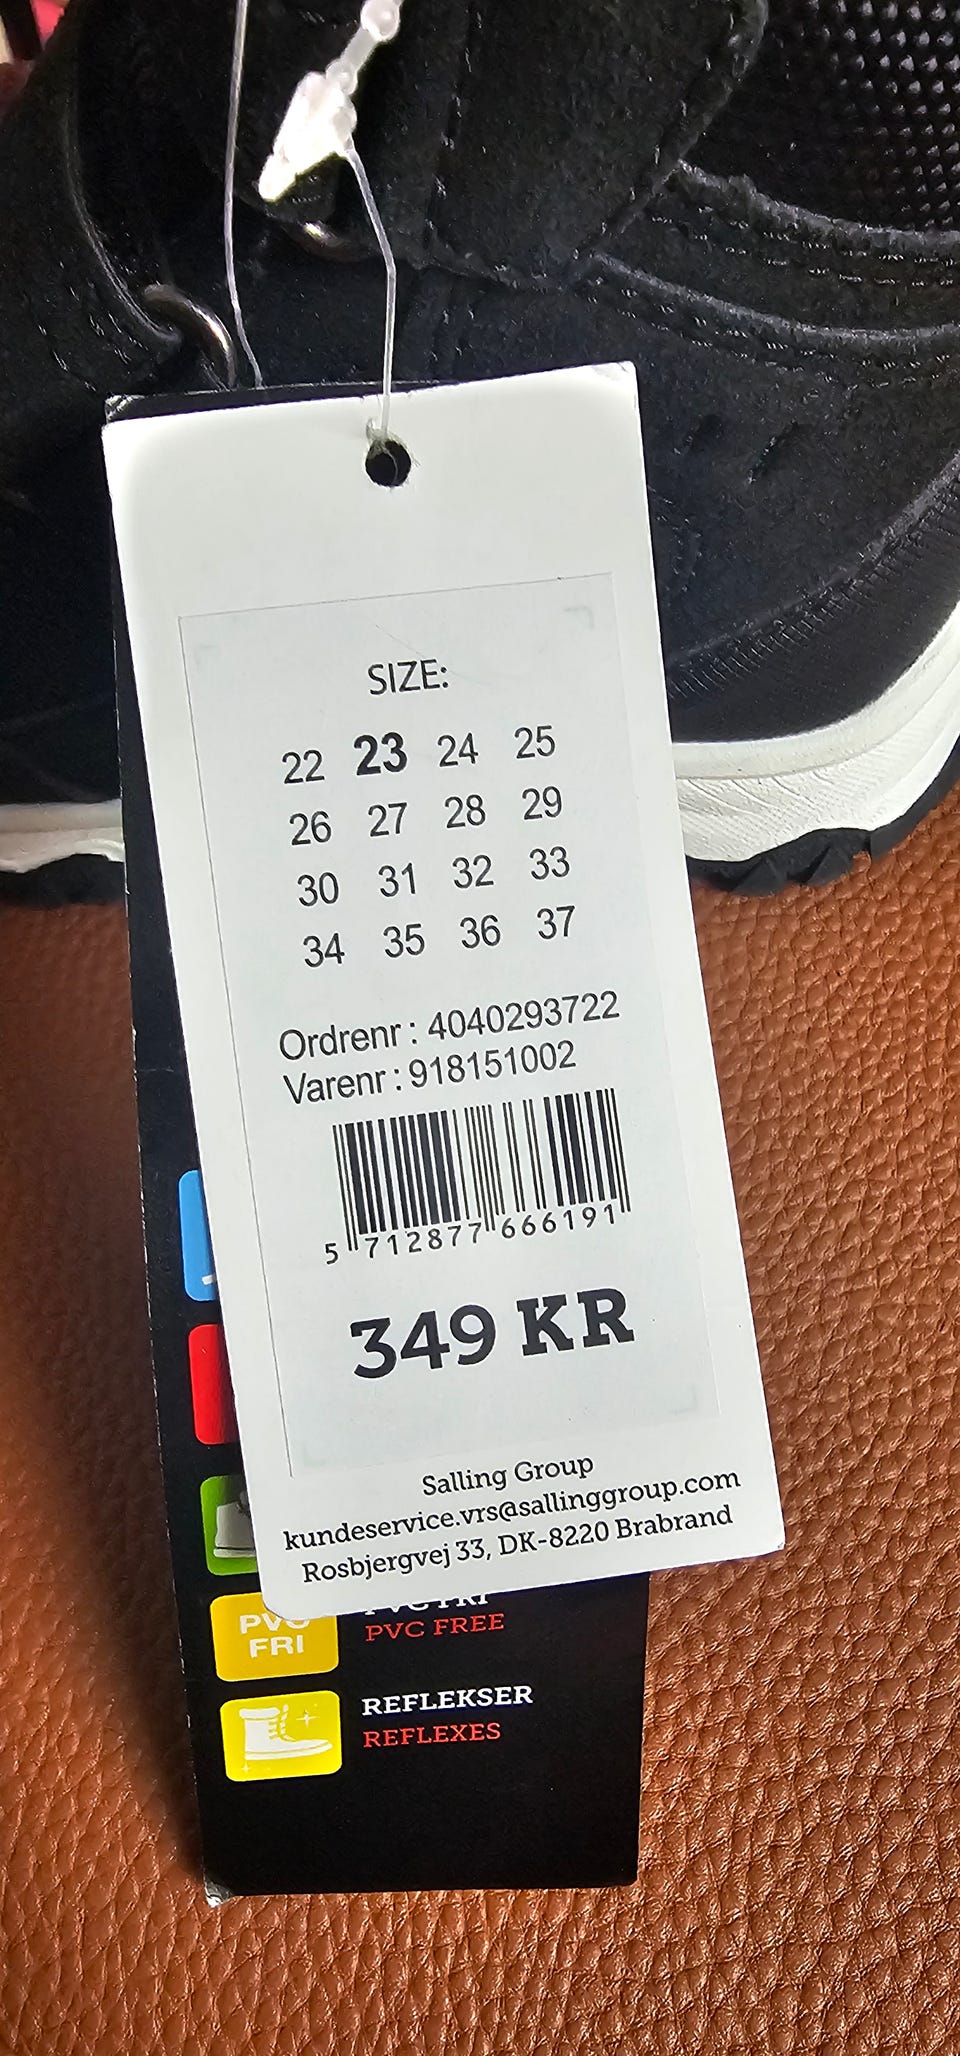 SIZE:
22 23 24 25
26 27 28 29
30 31 32 33
34 35 36 37
Ordrenr : 4040293722
Varenr : 918151002
5 712877 666191
349 KR
Salling Group
kundeservice.vrs@sallinggroup.com
Rosbjergvej 33, DK-8220 Brabrand
PVC FRI
PVC FRI
PVC FREE
REFLEKSER
REFLEXES